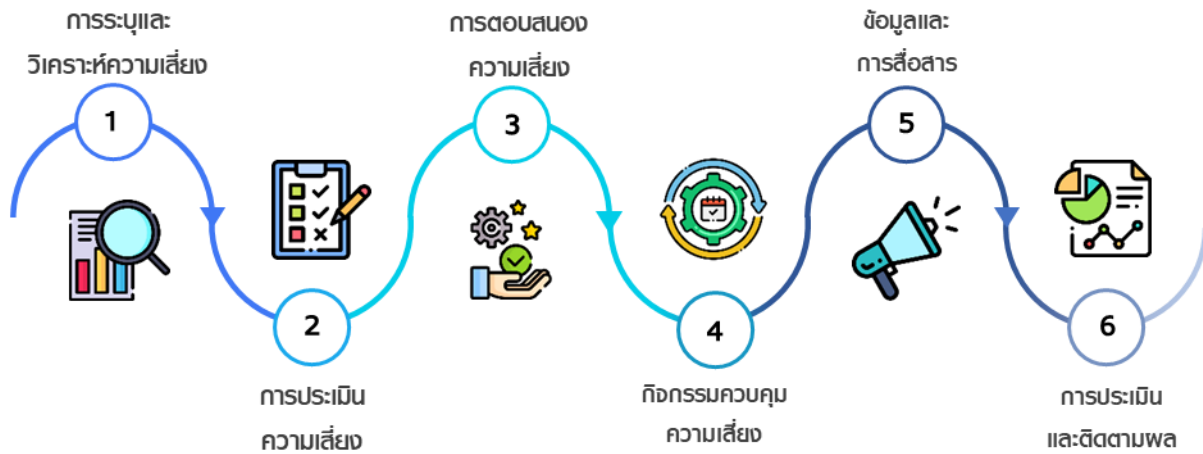 การระบุและ
วิเคราะห์ความเสี่ยง
1
การประเมิน
ความเสี่ยง
2
การตอบสนอง
ความเสี่ยง
3
กิจกรรมควบคุม
ความเสี่ยง
4
ข้อมูลและ
การสื่อสาร
5
การประเมิน
และติดตามผล
6